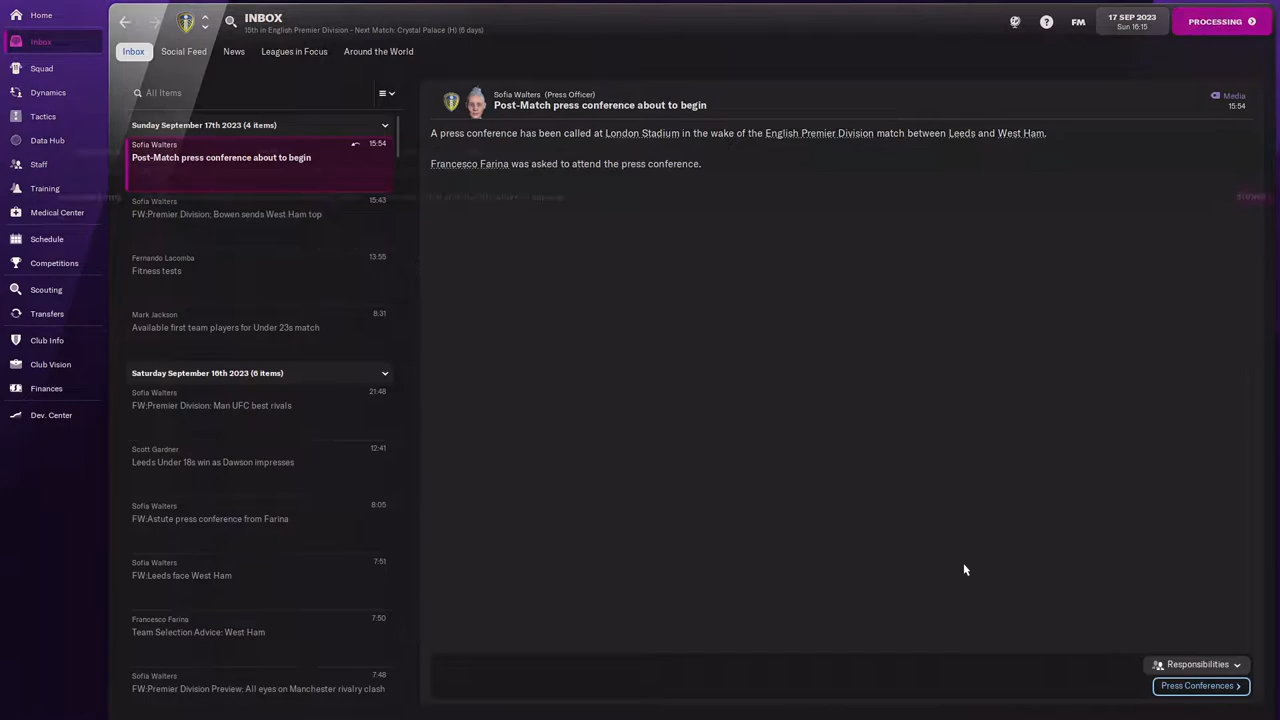 Home
INBOX
15th in English Premier Division - Next Match: Crystal Palace (H) (6 days)
FM
17 SEP 2023
Sun 16:15
PROCESSING
Inbox
Squad
Dynamics
Tactics
Data Hub
Staff
Training
Medical Center
Schedule
Competitions
Scouting
Transfers
Club Info
Club Vision
Finances
Dev. Center
Inbox
Social Feed
News
Leagues in Focus
Around the World
All Items
Sunday September 17th 2023 (4 items)
Sofia Walters
15:54
Post-Match press conference about to begin
Sofia Walters
15:43
FW:Premier Division: Bowen sends West Ham top
Fernando Lacomba
13:55
Fitness tests
Mark Jackson
8:31
Available first team players for Under 23s match
Saturday September 16th 2023 (6 items)
Sofia Walters
21:48
FW:Premier Division: Man UFC best rivals
Scott Gardner
12:41
Leeds Under 18s win as Dawson impresses
Sofia Walters
8:05
FW:Astute press conference from Farina
Sofia Walters
7:51
FW:Leeds face West Ham
Francesco Farina
7:50
Team Selection Advice: West Ham
Sofia Walters
7:48
FW:Premier Division Preview: All eyes on Manchester rivalry clash
Sofia Walters (Press Officer)
Post-Match press conference about to begin
Media
15:54
A press conference has been called at London Stadium in the wake of the English Premier Division match between Leeds and West Ham.
Francesco Farina was asked to attend the press conference.
Responsibilities
Press Conferences